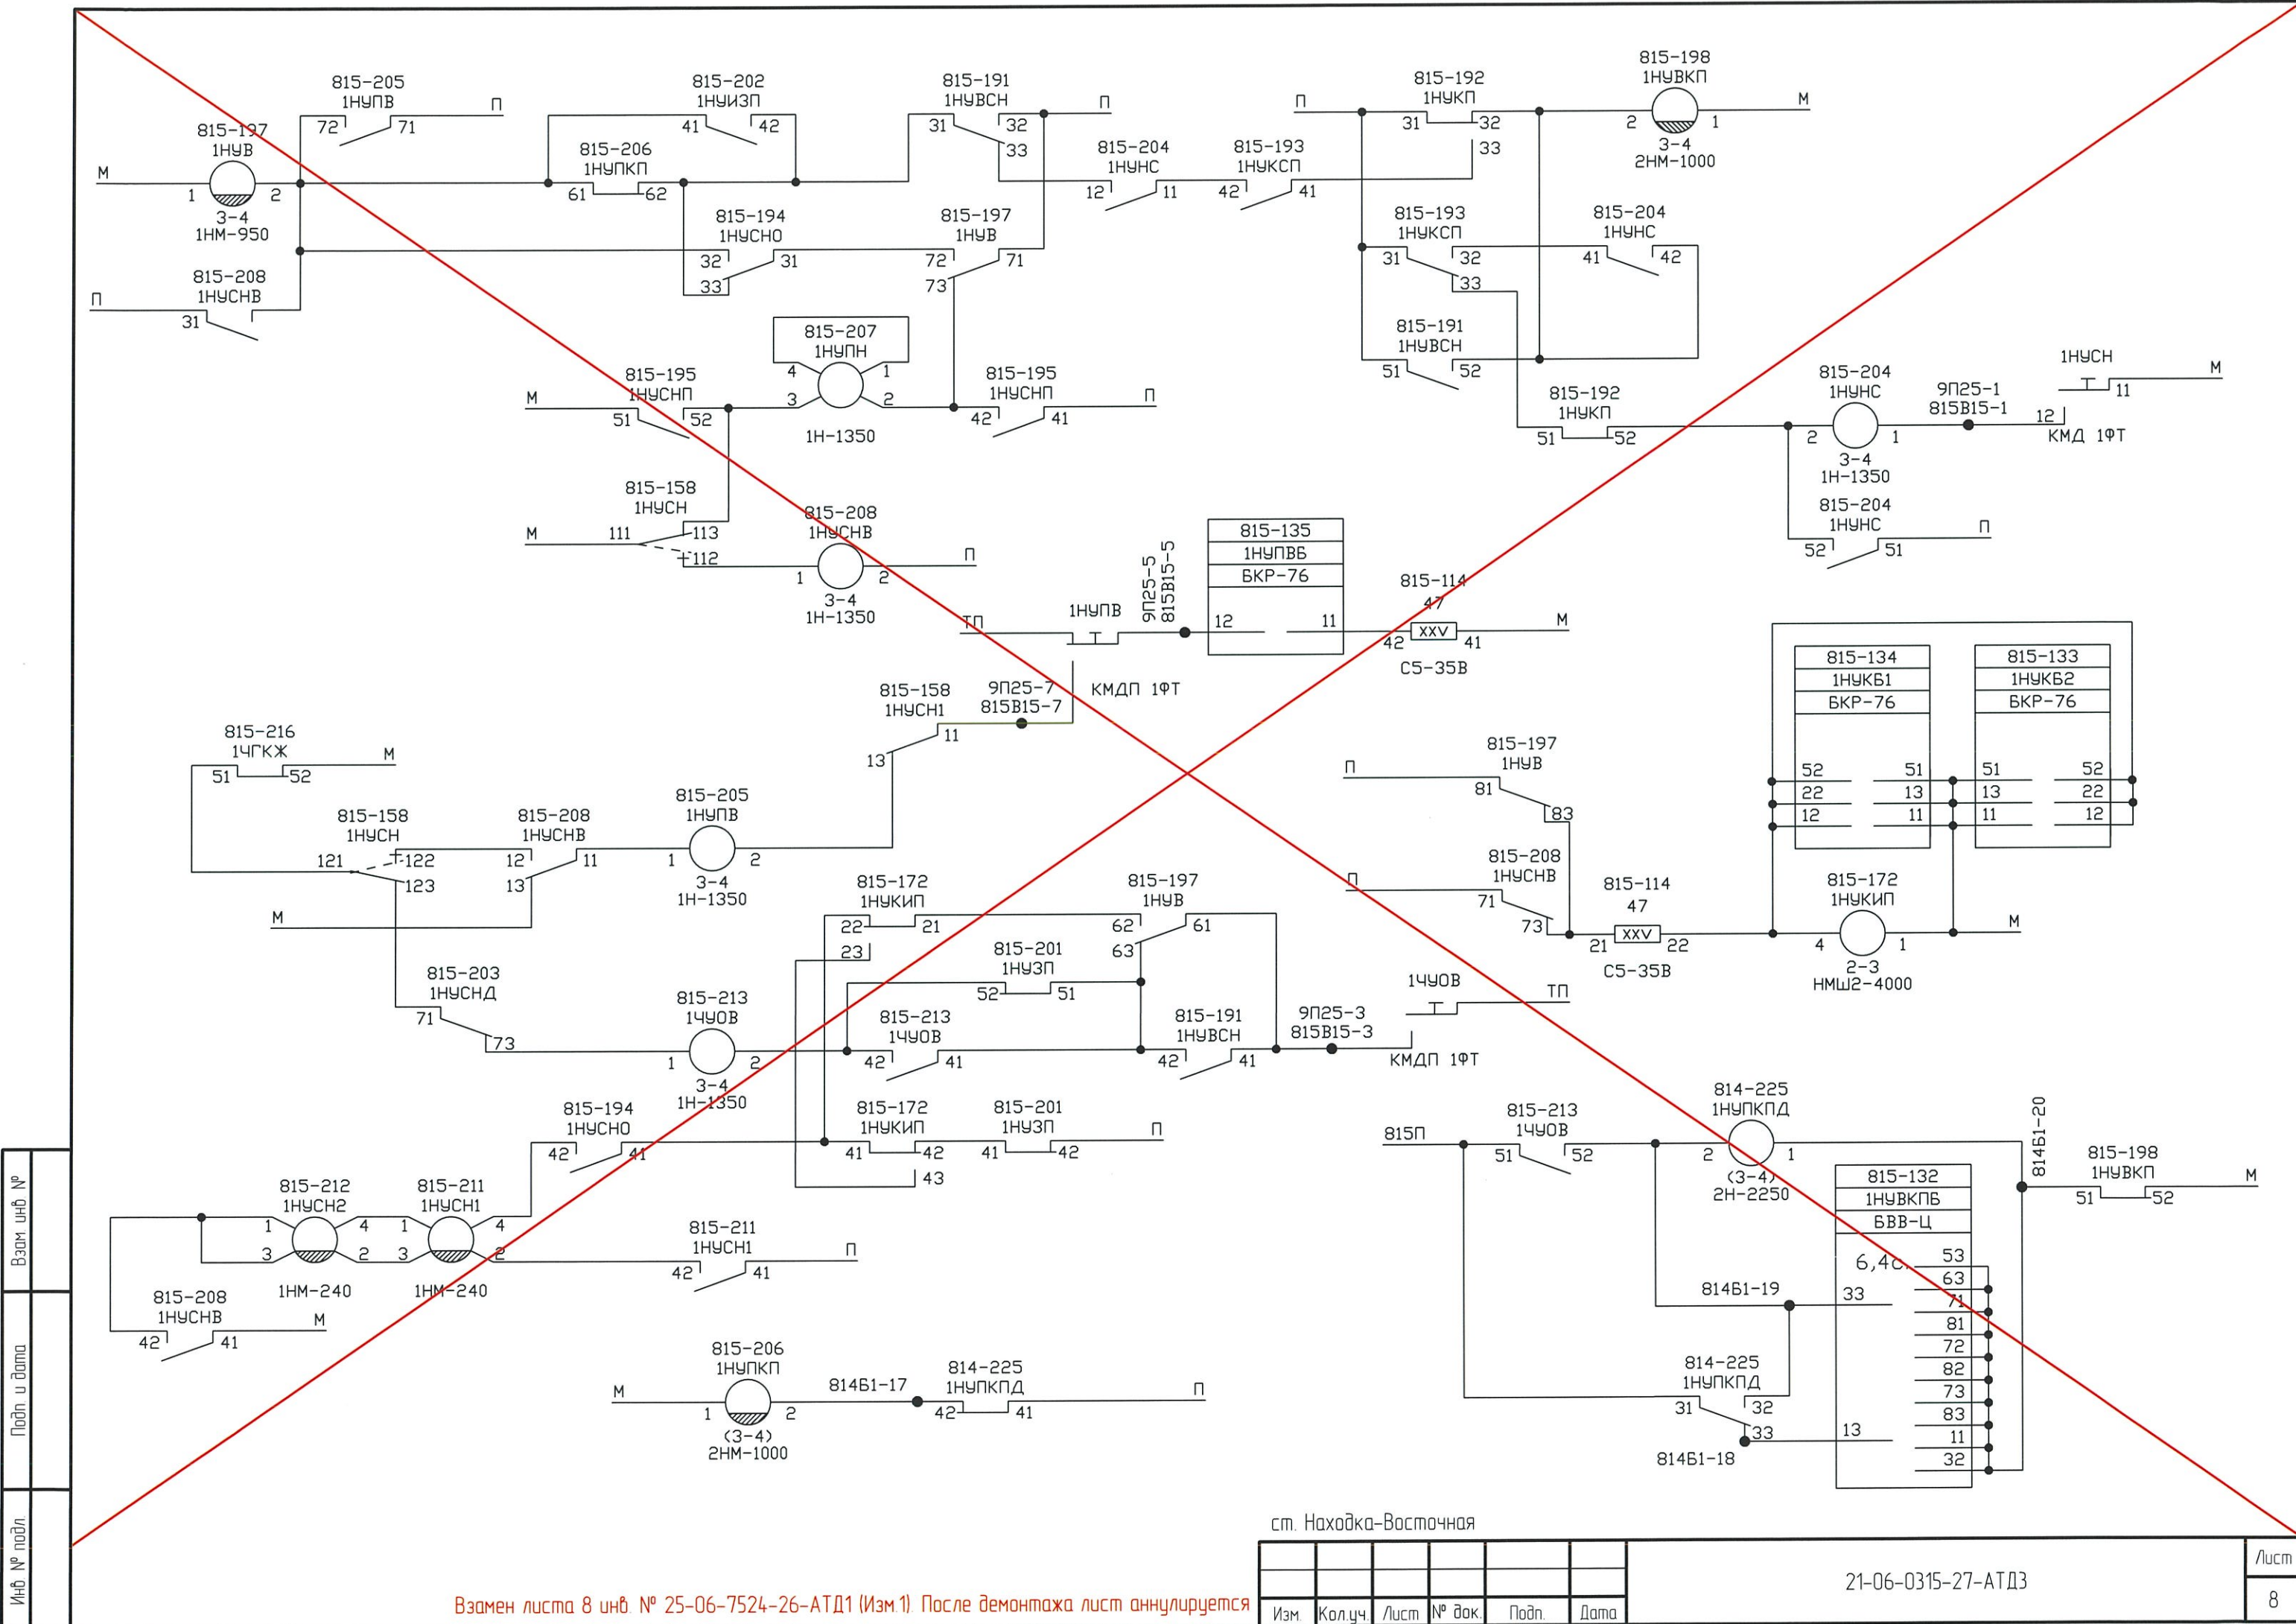 815-205
1НУПВ
72
71
П
815-197
1НУВ
М
1
2
3-4
1НМ-950
815-202
1НУИЗП
41
42
815-206
1НУПКП
61
62
815-191
1НУВСН
31
32
33
П
815-204
1НУНС
12
11
815-193
1НУКСП
42
41
П
815-192
1НУКП
31
32
33
815-198
1НУВКП
М
2
1
3-4
2НМ-1000
815-194
1НУСНО
32
31
33
815-197
1НУВ
72
71
73
815-193
1НУКСП
31
32
33
815-204
1НУНС
41
42
815-208
1НУСНВ
П
31
815-207
1НУПН
4
1
3
2
1Н-1350
815-191
1НУВСН
51
52
815-195
1НУСНП
М
51
52
815-195
1НУСНП
42
41
П
815-192
1НУКП
51
52
815-204
1НУНС
2
1
3-4
1Н-1350
9П25-1
815В15-1
1НУСН
М
11
12
КМД 1ФТ
815-204
1НУНС
52
51
П
815-158
1НУСН
М
111
113
112
815-208
1НУСНВ
П
1
2
3-4
1Н-1350
ТП
1НУПВ
КМДП 1ФТ
9П25-5
815В15-5
815-135
1НУПВБ
БКР-76
12
11
815-114
47
XXV
42
41
С5-35В
М
815-158
1НУСН1
13
11
9П25-7
815В15-7
815-216
1ЧГКЖ
51
52
М
815-158
1НУСН
121
122
123
815-208
1НУСНВ
12
11
13
М
815-205
1НУПВ
1
2
3-4
1Н-1350
815-197
1НУВ
П
81
83
815-208
1НУСНВ
П
71
73
815-114
47
XXV
21
22
С5-35В
815-134
1НУКБ1
БКР-76
52
51
22
13
12
11
815-133
1НУКБ2
БКР-76
51
52
13
22
11
12
815-172
1НУКИП
4
1
М
2-3
НМШ2-4000
815-203
1НУСНД
71
73
815-213
1ЧУОВ
1
2
3-4
1Н-1350
815-172
1НУКИП
22
21
23
815-197
1НУВ
62
61
63
815-201
1НУЗП
52
51
815-213
1ЧУОВ
42
41
815-191
1НУВСН
42
41
9П25-3
815В15-3
1ЧУОВ
ТП
КМДП 1ФТ
815-194
1НУСНО
42
41
815-172
1НУКИП
41
42
43
815-201
1НУЗП
41
42
П
815-212
1НУСН2
1
4
3
2
1НМ-240
815-211
1НУСН1
1
4
3
2
1НМ-240
815-211
1НУСН1
42
41
П
815-208
1НУСНВ
42
41
М
815-206
1НУПКП
М
1
2
(3-4)
2НМ-1000
814Б1-17
814-225
1НУПКПД
42
41
П
815П
815-213
1ЧУОВ
51
52
814-225
1НУПКПД
2
1
(3-4)
2Н-2250
814Б1-20
815-198
1НУВКП
51
52
М
815-132
1НУВКПБ
БВВ-Ц
6,4с.
53
63
71
81
72
82
73
83
11
32
33
13
814Б1-19
814-225
1НУПКПД
31
32
33
814Б1-18
Взам. инв. №
Подп. и дата
Инв. № подл.
ст. Находка-Восточная
Взамен листа 8 инв. № 25-06-7524-26-АТД1 (Изм.1). После демонтажа лист аннулируется
Изм.
Кол.уч.
Лист
№ док.
Подп.
Дата
21-06-0315-27-АТД3
Лист
8